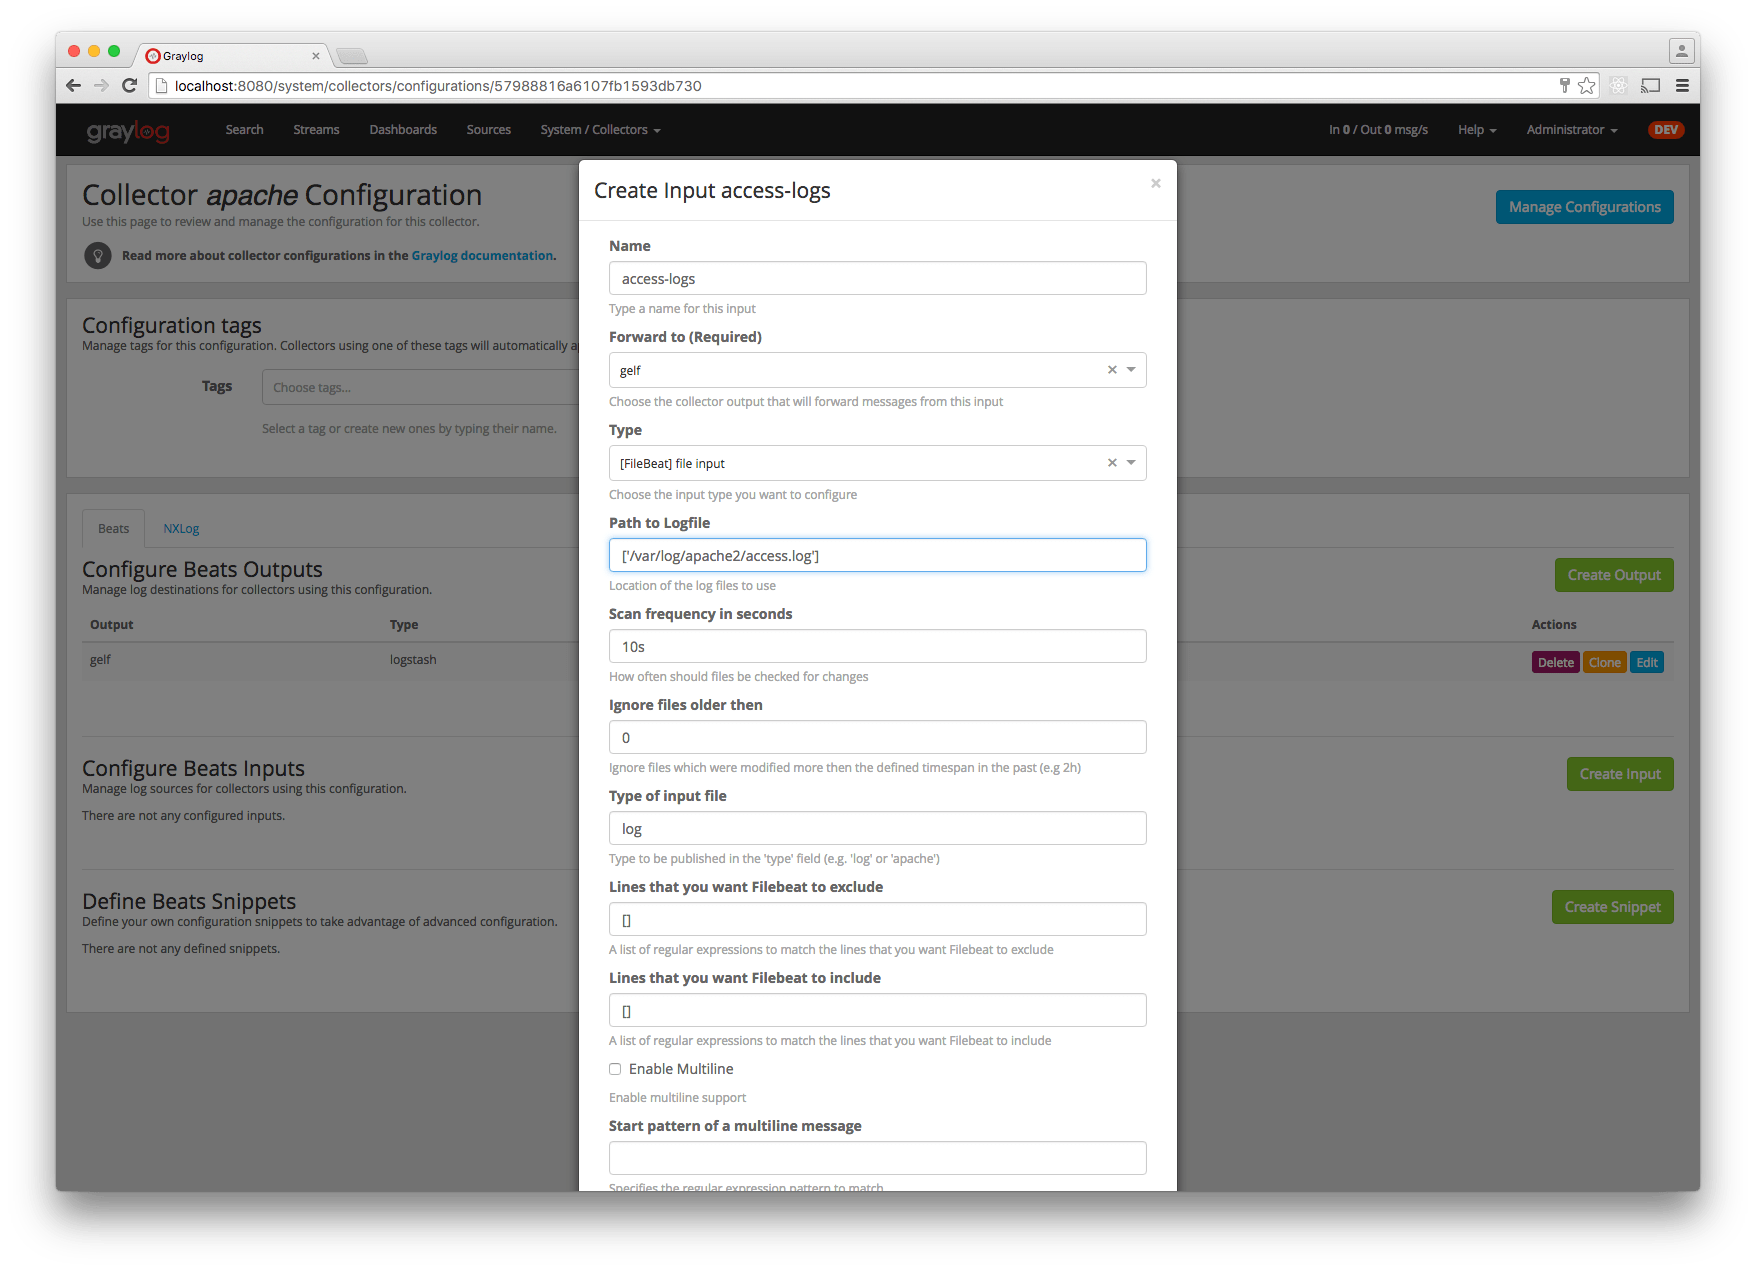 Graylog
localhost:8080/system/collectors/configurations/57988816a6107fb1593db730
graylog Search Streams Dashboards Sources System / Collectors In 0 / Out 0 msg/s Help Administrator DEV
Collector apache Configuration
Use this page to review and manage the configuration for this collector.
Read more about collector configurations in the Graylog documentation.
Manage Configurations
Configuration tags
Manage tags for this configuration. Collectors using one of these tags will automatically
Tags Choose tags...
Select a tag or create new ones by typing their name.
Beats NXLog
Configure Beats Outputs
Manage log destinations for collectors using this configuration.
Create Output
Output Type Actions
gelf logstash Delete Clone Edit
Configure Beats Inputs
Manage log sources for collectors using this configuration.
There are not any configured inputs.
Create Input
Define Beats Snippets
Define your own configuration snippets to take advantage of advanced configuration.
There are not any defined snippets.
Create Snippet
Create Input access-logs
×
Name
access-logs
Type a name for this input
Forward to (Required)
gelf
Choose the collector output that will forward messages from this input
Type
[FileBeat] file input
Choose the input type you want to configure
Path to Logfile
['/var/log/apache2/access.log']
Location of the log files to use
Scan frequency in seconds
10s
How often should files be checked for changes
Ignore files older then
0
Ignore files which were modified more then the defined timespan in the past (e.g 2h)
Type of input file
log
Type to be published in the 'type' field (e.g. 'log' or 'apache')
Lines that you want Filebeat to exclude
[]
A list of regular expressions to match the lines that you want Filebeat to exclude
Lines that you want Filebeat to include
[]
A list of regular expressions to match the lines that you want Filebeat to include
Enable Multiline
Enable multiline support
Start pattern of a multiline message
Specifies the regular expression pattern to match